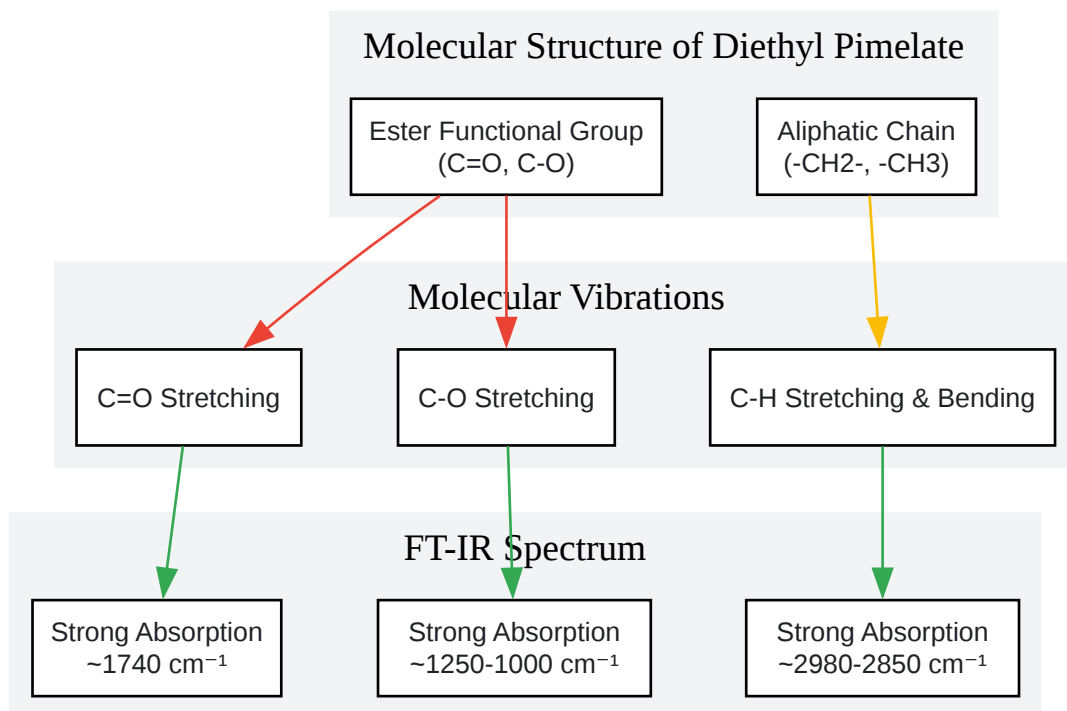 Molecular Structure of Diethyl Pimelate
Ester Functional Group
(C=O, C-O)
Aliphatic Chain
(-CH2-, -CH3)
Molecular Vibrations
C=O Stretching
C-O Stretching
C-H Stretching & Bending
FT-IR Spectrum
Strong Absorption
~1740 cm⁻¹
Strong Absorption
~1250-1000 cm⁻¹
Strong Absorption
~2980-2850 cm⁻¹